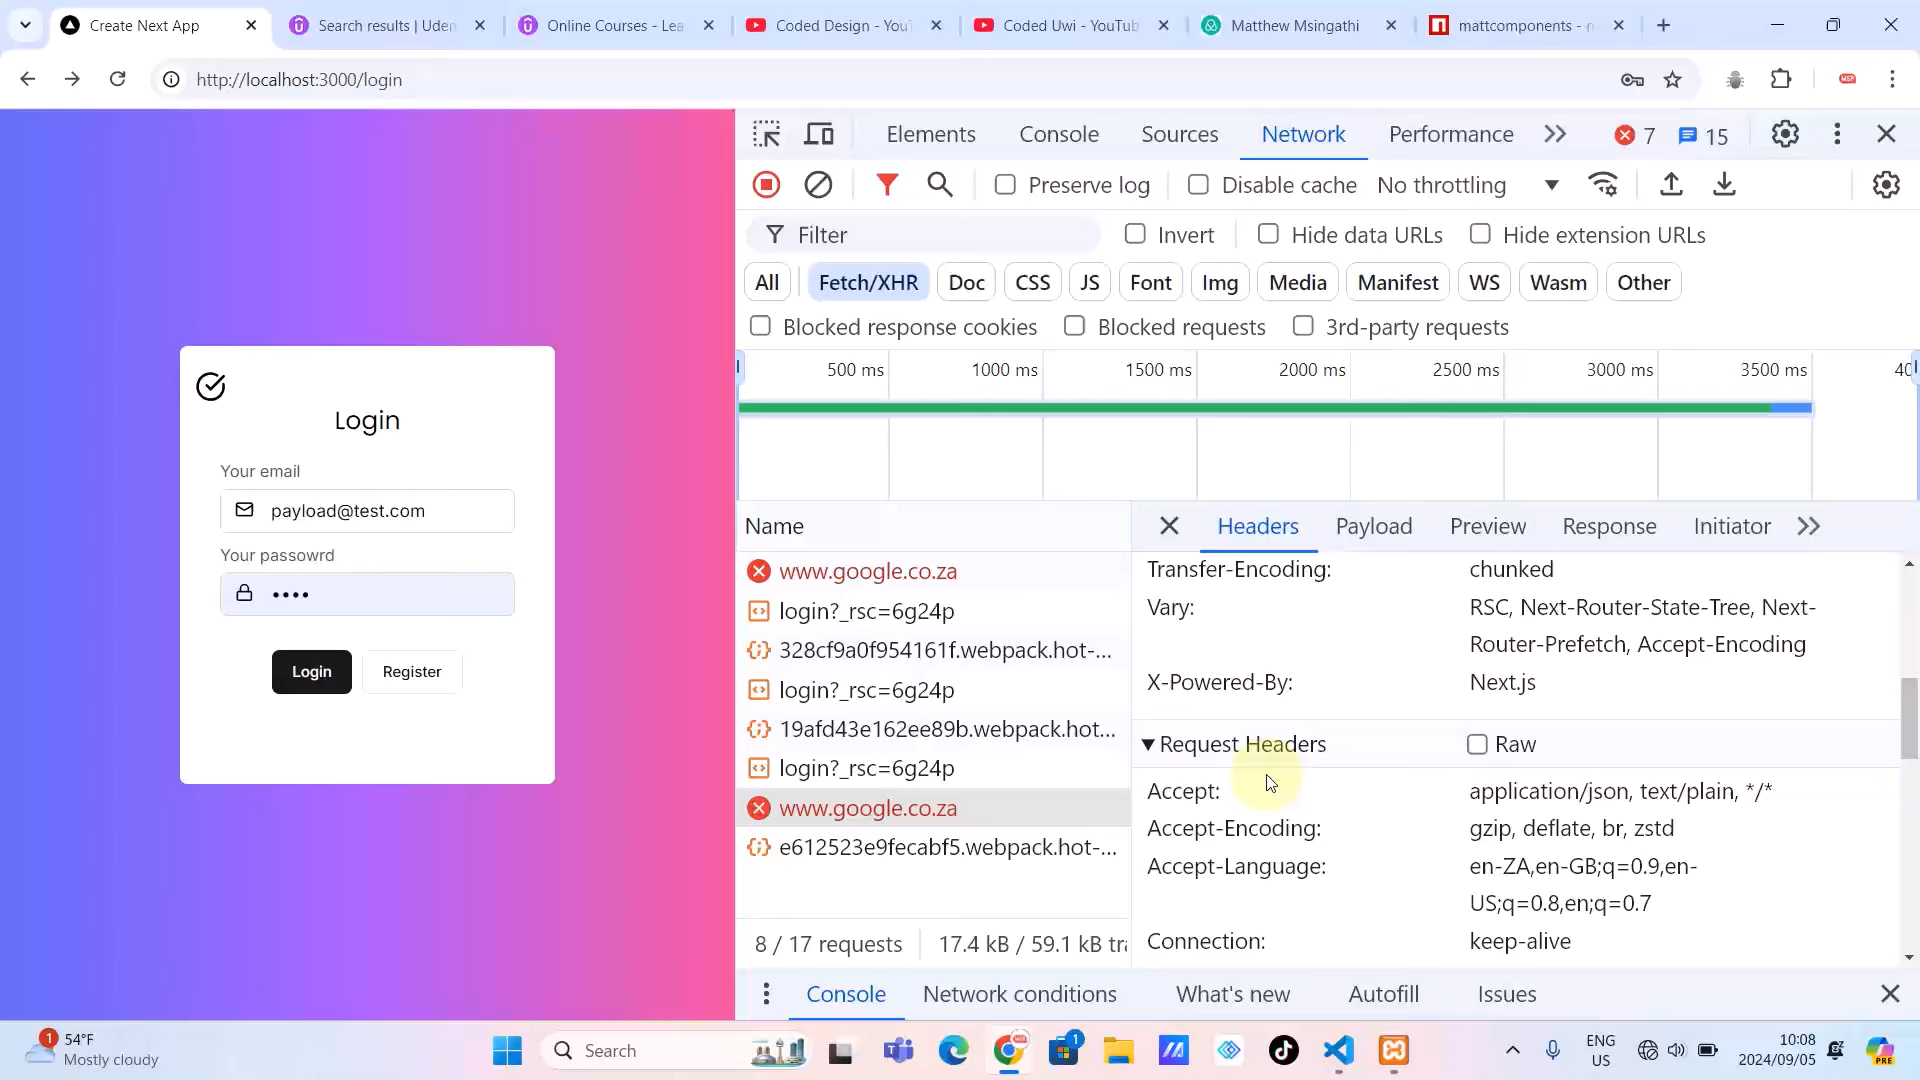 Create Next App
Search results | Uden
Online Courses - Lea
Coded Design - YouT
Coded Uwi - YouTub
Matthew Msingathi
mattcomponents - n
http://localhost:3000/login
Elements
Console
Sources
Network
Performance
7
15
Preserve log
Disable cache
No throttling
Filter
Invert
Hide data URLs
Hide extension URLs
All
Fetch/XHR
Doc
CSS
JS
Font
Img
Media
Manifest
WS
Wasm
Other
Blocked response cookies
Blocked requests
3rd-party requests
500 ms
1000 ms
1500 ms
2000 ms
2500 ms
3000 ms
3500 ms
40
Login
Your email
payload@test.com
Your passowrd
••••
Login
Register
Name
www.google.co.za
login?_rsc=6g24p
328cf9a0f954161f.webpack.hot-...
login?_rsc=6g24p
19afd43e162ee89b.webpack.hot...
login?_rsc=6g24p
www.google.co.za
e612523e9fecabf5.webpack.hot-...
8 / 17 requests
17.4 kB / 59.1 kB tra
Headers
Payload
Preview
Response
Initiator
Transfer-Encoding:
chunked
Vary:
RSC, Next-Router-State-Tree, Next-
Router-Prefetch, Accept-Encoding
X-Powered-By:
Next.js
Request Headers
Raw
Accept:
application/json, text/plain, */*
Accept-Encoding:
gzip, deflate, br, zstd
Accept-Language:
en-ZA,en-GB;q=0.9,en-
US;q=0.8,en;q=0.7
Connection:
keep-alive
Console
Network conditions
What's new
Autofill
Issues
1
54°F
Mostly cloudy
Search
1
ENG
US
10:08
2024/09/05
PRE